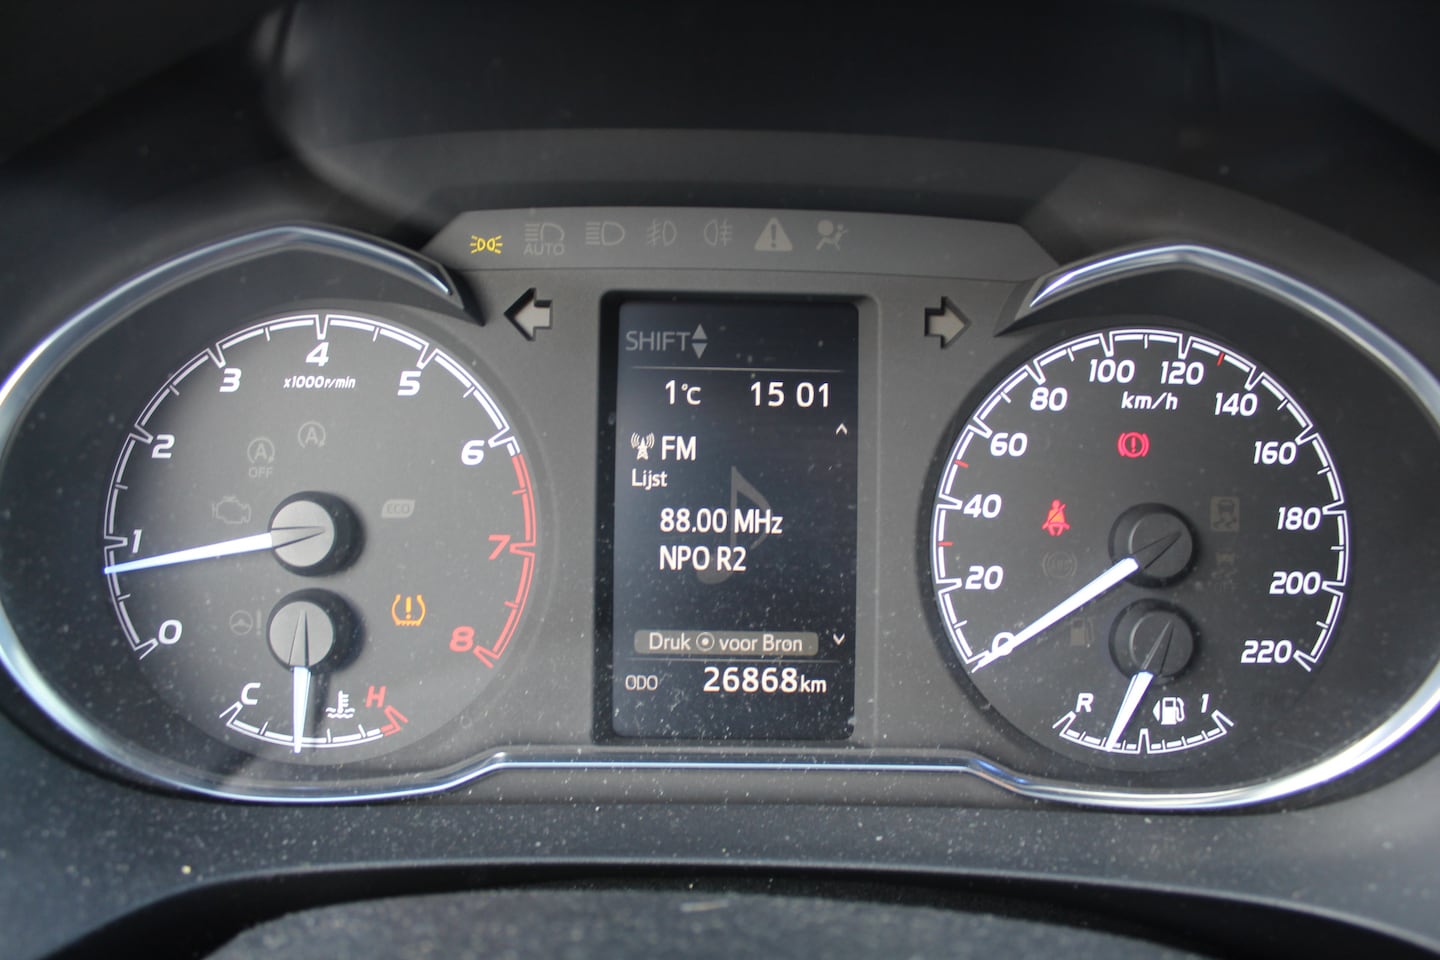 AUTO
SHIFT
1°C 15 01
FM
Lijst
88.00 MHz
NPO R2
Druk voor Bron
ODO 26868km
0
1
2
3
4
5
6
7
8
x1000r/min
A
A
OFF
ECO
!
!
C
H
0
20
40
60
80
100
120
140
160
180
200
220
km/h
!
R
1